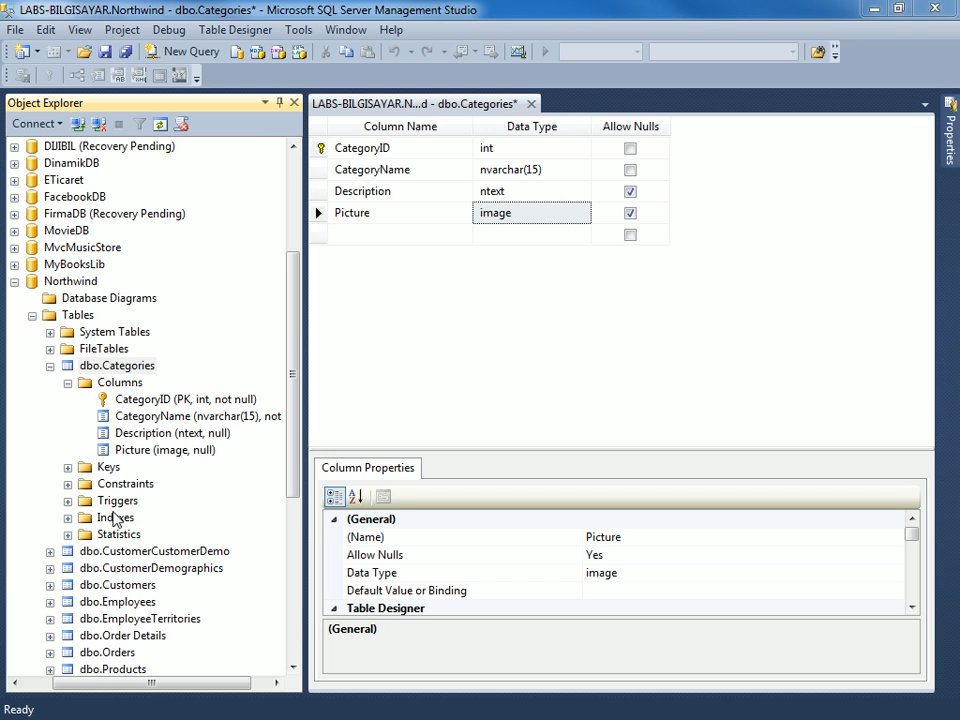 LABS-BILGISAYAR.Northwind - dbo.Categories* - Microsoft SQL Server Management Studio
File Edit View Project Debug Table Designer Tools Window Help
New Query
Object Explorer
LABS-BILGISAYAR.N...d - dbo.Categories*
Properties
Connect
Column Name Data Type Allow Nulls
DIJIBIL (Recovery Pending)
DinamikDB
ETicaret
FacebookDB
FirmaDB (Recovery Pending)
MovieDB
MvcMusicStore
MyBooksLib
Northwind
Database Diagrams
Tables
System Tables
FileTables
dbo.Categories
Columns
CategoryID (PK, int, not null)
CategoryName (nvarchar(15), not
Description (ntext, null)
Picture (image, null)
Keys
Constraints
Triggers
Indexes
Statistics
dbo.CustomerCustomerDemo
dbo.CustomerDemographics
dbo.Customers
dbo.Employees
dbo.EmployeeTerritories
dbo.Order Details
dbo.Orders
dbo.Products
CategoryID int
CategoryName nvarchar(15)
Description ntext
Picture image
Column Properties
(General)
(Name) Picture
Allow Nulls Yes
Data Type image
Default Value or Binding
Table Designer
(General)
Ready